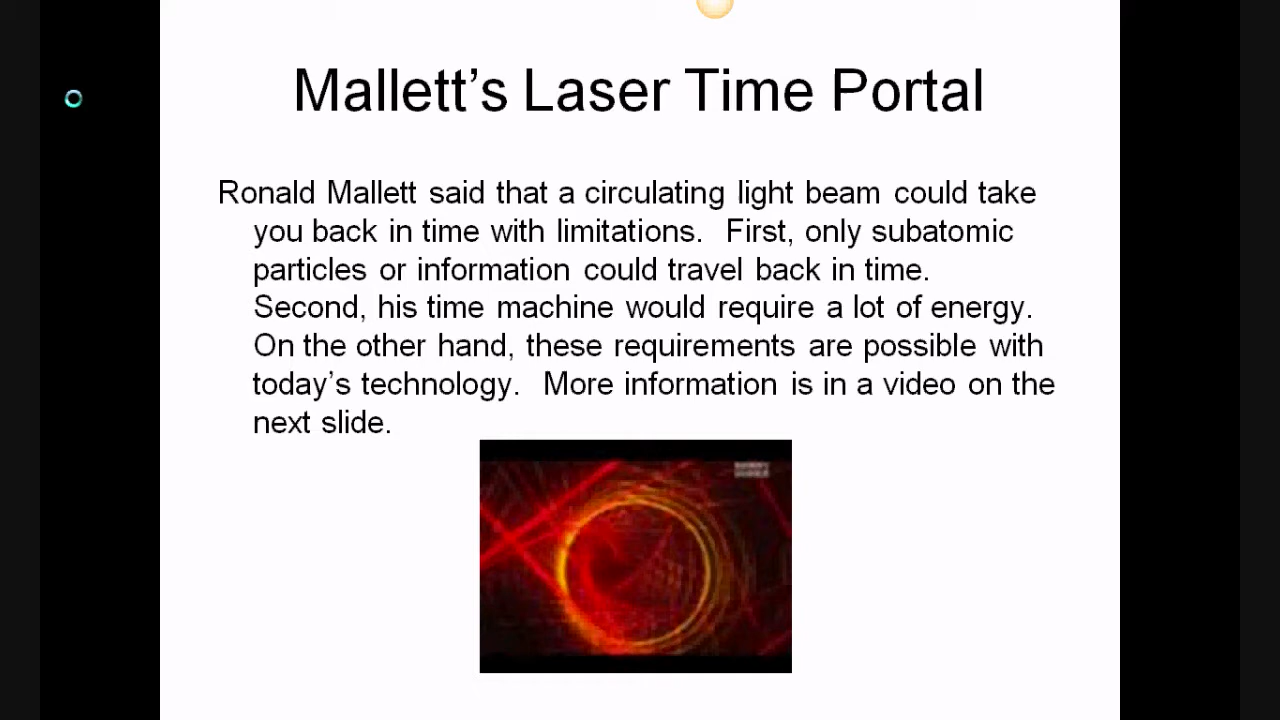 Mallett’s Laser Time Portal
Ronald Mallett said that a circulating light beam could take
you back in time with limitations.  First, only subatomic
particles or information could travel back in time.
Second, his time machine would require a lot of energy.
On the other hand, these requirements are possible with
today’s technology.  More information is in a video on the
next slide.